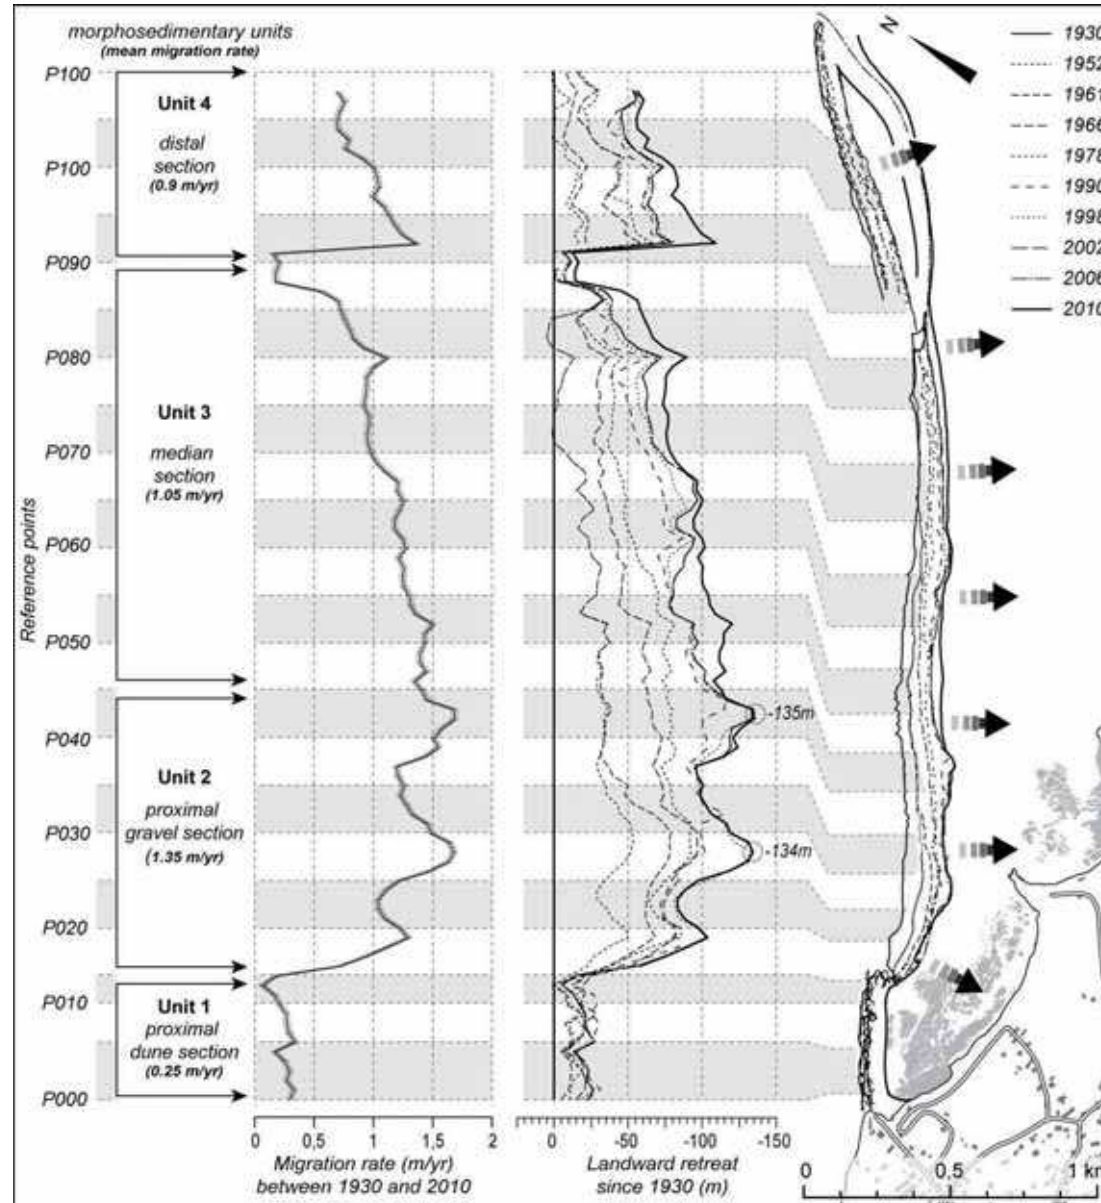 morphosedimentary units
(mean migration rate)
P100
P100
P090
P080
P070
P060
P050
P040
P030
P020
P010
P000
Reference points
Unit 4
distal
section
(0.9 m/yr)
Unit 3
median
section
(1.05 m/yr)
Unit 2
proximal
gravel section
(1.35 m/yr)
Unit 1
proximal
dune section
(0.25 m/yr)
0
0,5
1
1,5
2
Migration rate (m/yr)
between 1930 and 2010
-135m
-134m
0
-50
-100
-150
Landward retreat
since 1930 (m)
N
1930
1952
1961
1966
1978
1990
1998
2002
2006
2010
0
0.5
1 km